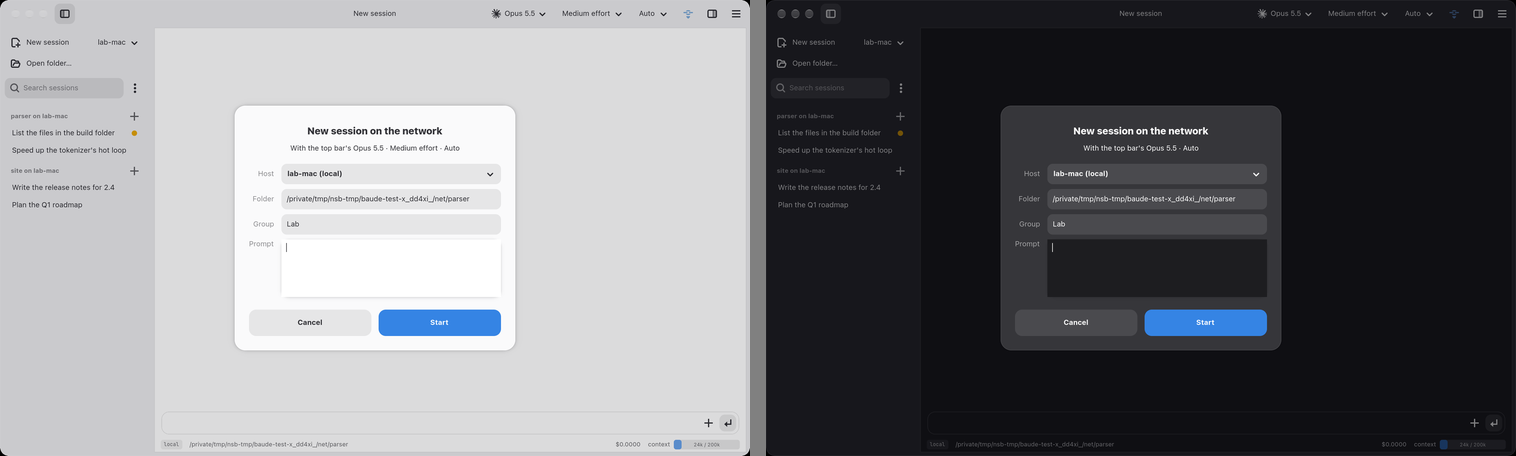 New session
Opus 5.5
Medium effort
Auto
New session
lab-mac
Open folder...
Search sessions
parser on lab-mac
List the files in the build folder
Speed up the tokenizer's hot loop
site on lab-mac
Write the release notes for 2.4
Plan the Q1 roadmap
New session on the network
With the top bar's Opus 5.5 · Medium effort · Auto
Host
lab-mac (local)
Folder
/private/tmp/nsb-tmp/baude-test-x_dd4xi_/net/parser
Group
Lab
Prompt
Cancel
Start
local
/private/tmp/nsb-tmp/baude-test-x_dd4xi_/net/parser
$0.0000
context
24k / 200k
New session
Opus 5.5
Medium effort
Auto
New session
lab-mac
Open folder...
Search sessions
parser on lab-mac
List the files in the build folder
Speed up the tokenizer's hot loop
site on lab-mac
Write the release notes for 2.4
Plan the Q1 roadmap
New session on the network
With the top bar's Opus 5.5 · Auto
Host
lab-mac (local)
Folder
/private/tmp/nsb-tmp/baude-test-x_dd4xi_/net/parser
Group
Lab
Prompt
Cancel
Start
local
/private/tmp/nsb-tmp/baude-test-x_dd4xi_/net/parser
$0.0000
context
24k / 200k